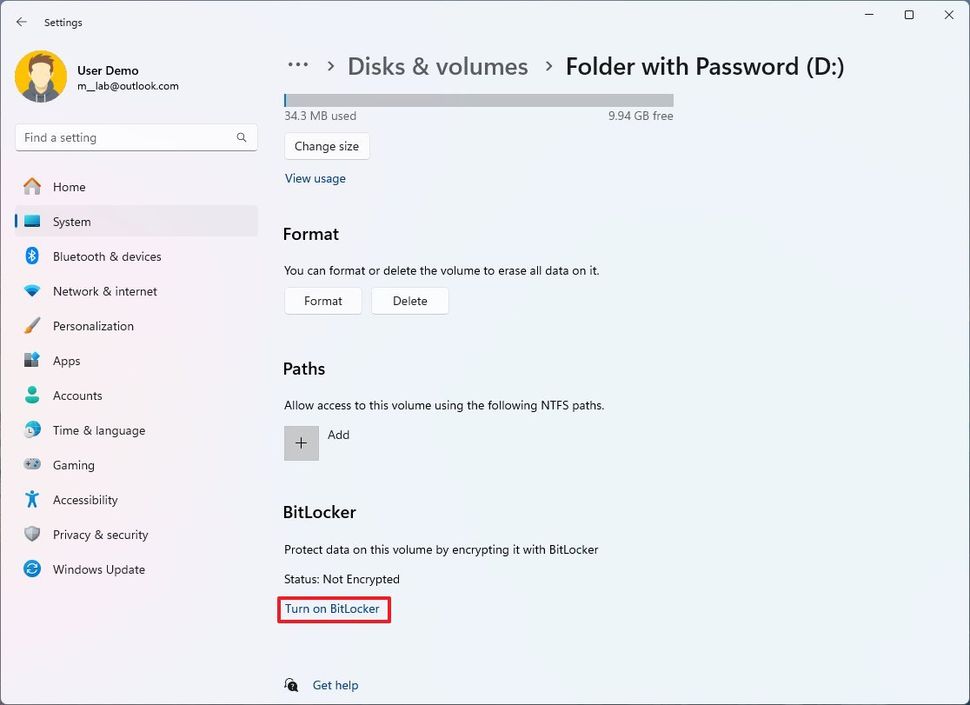 Settings
User Demo
m__lab@outlook.com
Find a setting
Home
System
Bluetooth & devices
Network & internet
Personalization
Apps
Accounts
Time & language
Gaming
Accessibility
Privacy & security
Windows Update
··· > Disks & volumes > Folder with Password (D:)
34.3 MB used 9.94 GB free
Change size
View usage
Format
You can format or delete the volume to erase all data on it.
Format Delete
Paths
Allow access to this volume using the following NTFS paths.
+ Add
BitLocker
Protect data on this volume by encrypting it with BitLocker
Status: Not Encrypted
Turn on BitLocker
Get help